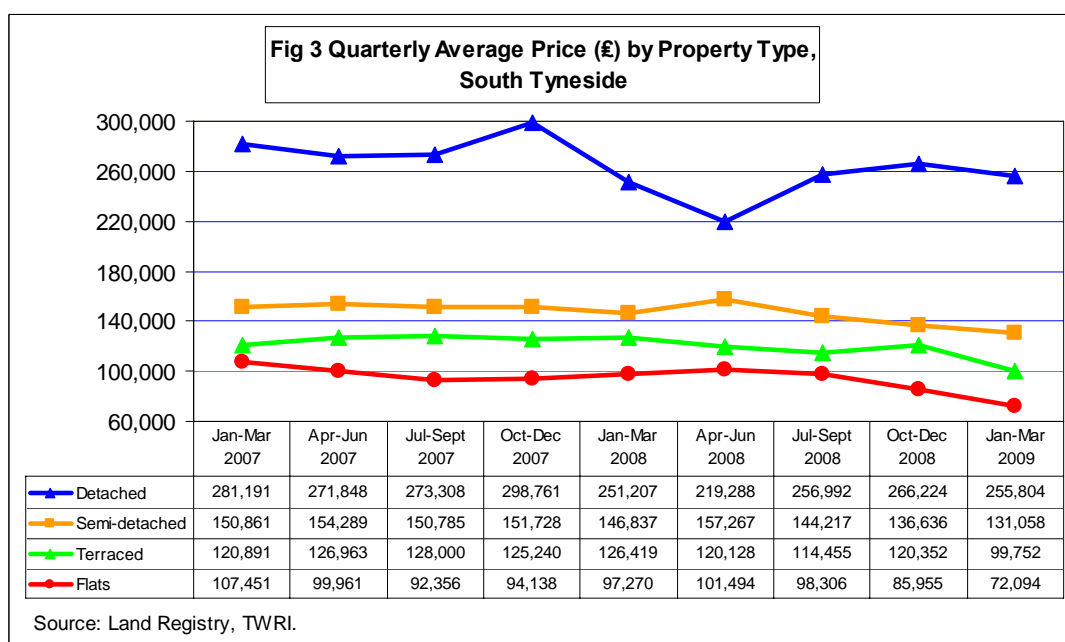 Fig 3 Quarterly Average Price (₤) by Property Type,
South Tyneside
300,000
260,000
220,000
180,000
140,000
100,000
60,000
Jan-Mar 2007 Apr-Jun 2007 Jul-Sept 2007 Oct-Dec 2007 Jan-Mar 2008 Apr-Jun 2008 Jul-Sept 2008 Oct-Dec 2008 Jan-Mar 2009
Detached 281,191 271,848 273,308 298,761 251,207 219,288 256,992 266,224 255,804
Semi-detached 150,861 154,289 150,785 151,728 146,837 157,267 144,217 136,636 131,058
Terraced 120,891 126,963 128,000 125,240 126,419 120,128 114,455 120,352 99,752
Flats 107,451 99,961 92,356 94,138 97,270 101,494 98,306 85,955 72,094
Source: Land Registry, TWRI.